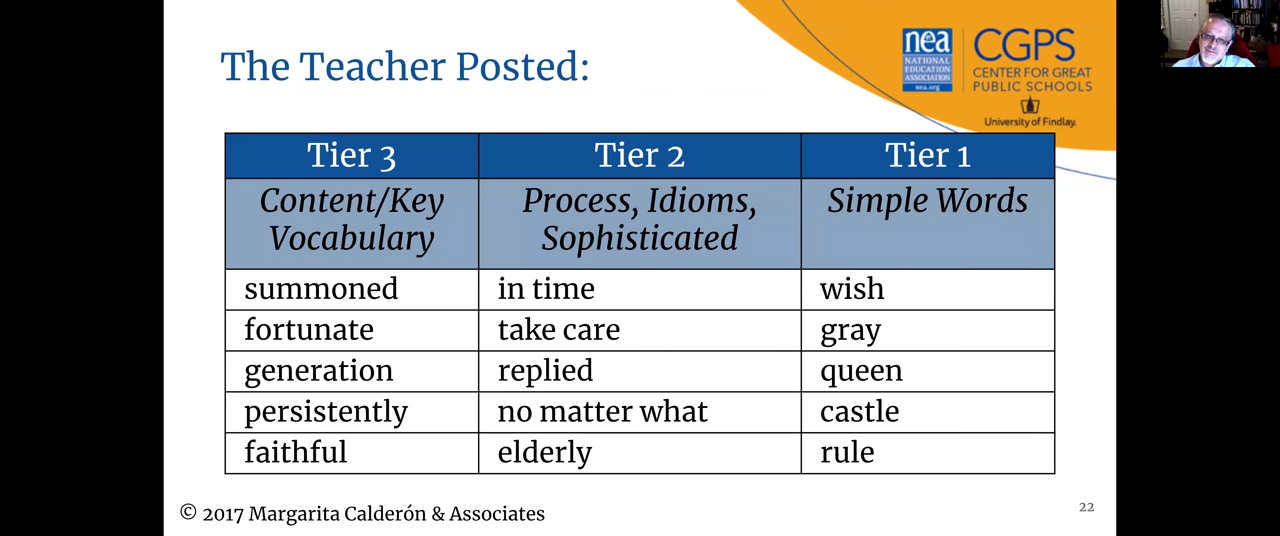 The Teacher Posted:
nea
NATIONAL
EDUCATION
ASSOCIATION
nea.org
CGPS
CENTER FOR GREAT
PUBLIC SCHOOLS
University of Findlay.
Tier 3 Tier 2 Tier 1
Content/Key Vocabulary Process, Idioms, Sophisticated Simple Words
summoned in time wish
fortunate take care gray
generation replied queen
persistently no matter what castle
faithful elderly rule
© 2017 Margarita Calderón & Associates
22